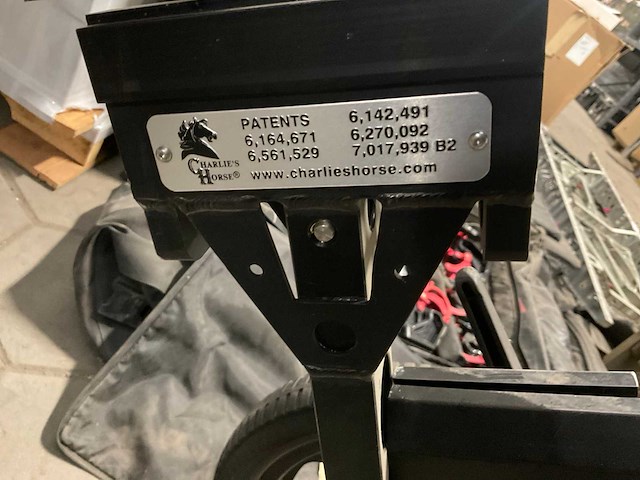 PATENTS 6,142,491
6,164,671 6,270,092
6,561,529 7,017,939 B2
CHARLIE'S
HORSE®
www.charlieshorse.com